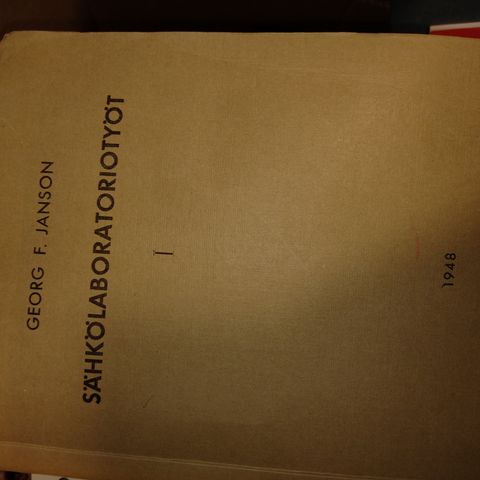 GEORG F. JANSON
SÄHKÖLABORATORIOTYÖT
I
1948